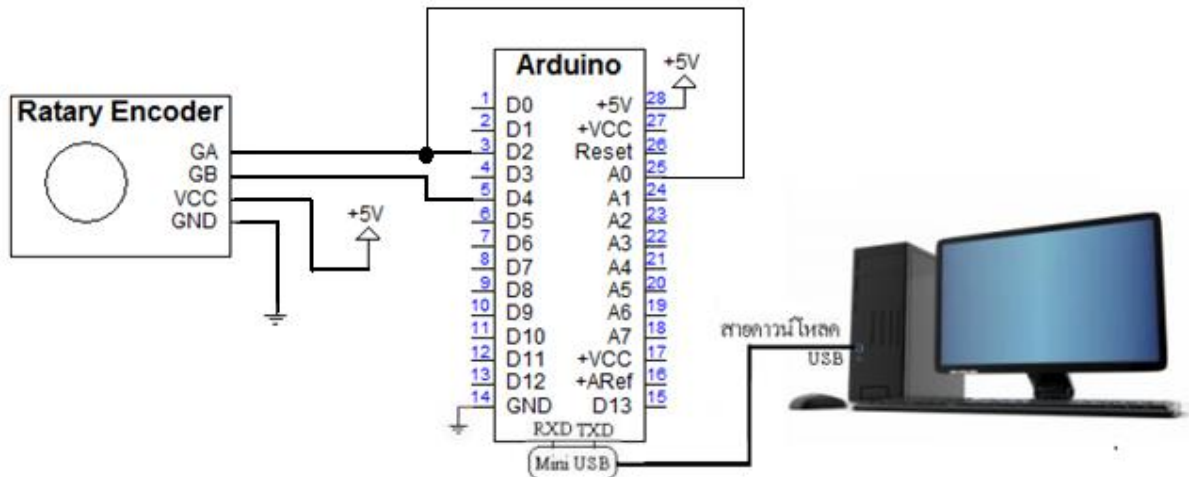 Ratary Encoder
GA
GB
VCC
GND
+5V
Arduino
1 D0 +5V 28
2 D1 +VCC 27
3 D2 Reset 26
4 D3 A0 25
5 D4 A1 24
6 D5 A2 23
7 D6 A3 22
8 D7 A4 21
9 D8 A5 20
10 D9 A6 19
11 D10 A7 18
12 D11 +VCC 17
13 D12 +ARef 16
14 GND D13 15
RXD TXD
Mini USB
+5V
สายดาวน์โหลด
USB